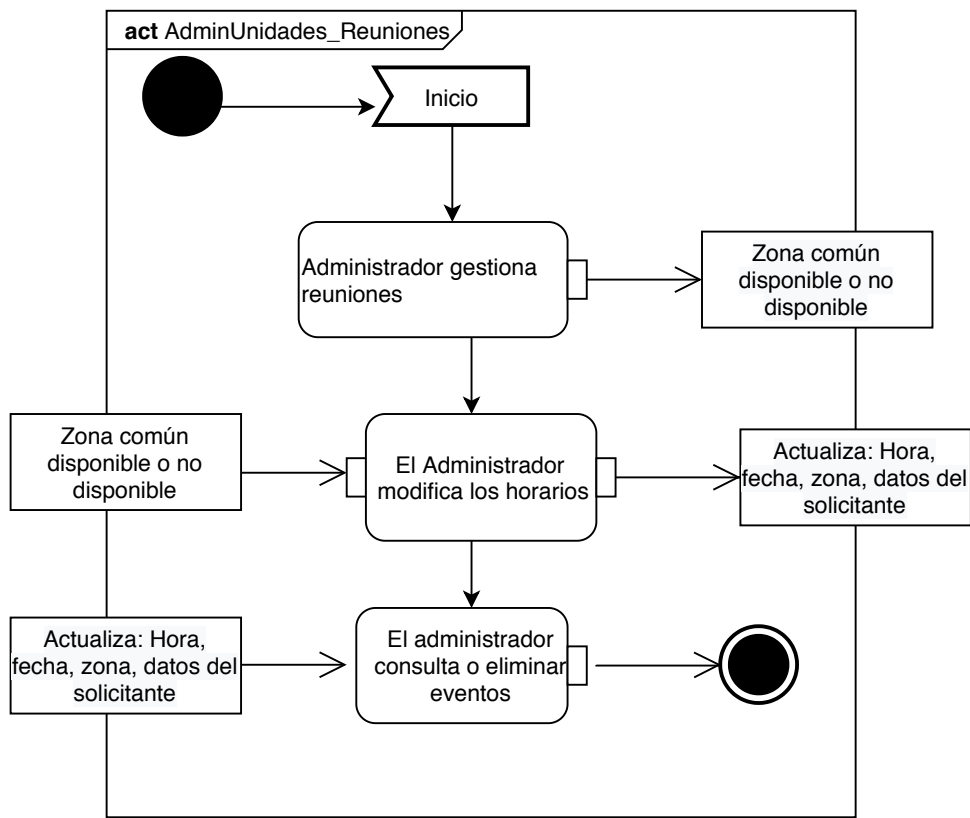 act AdminUnidades_Reuniones
Inicio
Administrador gestiona
reuniones
Zona común
disponible o no
disponible
Zona común
disponible o no
disponible
El Administrador
modifica los horarios
Actualiza: Hora,
fecha, zona, datos del
solicitante
Actualiza: Hora,
fecha, zona, datos del
solicitante
El administrador
consulta o eliminar
eventos